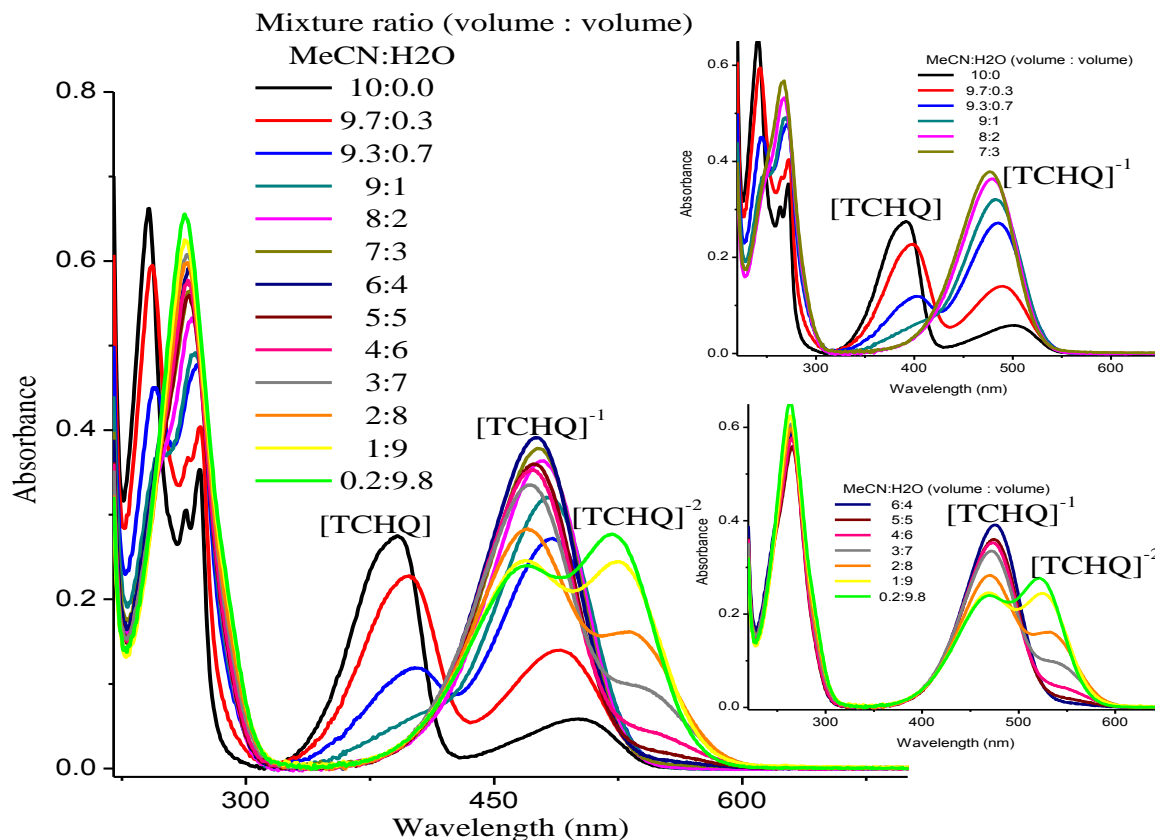 Mixture ratio (volume : volume)
MeCN:H2O
10:0.0
9.7:0.3
9.3:0.7
9:1
8:2
7:3
6:4
5:5
4:6
3:7
2:8
1:9
0.2:9.8
[TCHQ]
[TCHQ]-1
[TCHQ]-2
0.8
0.6
0.4
0.2
0.0
Absorbance
300
450
600
Wavelength (nm)
MeCN:H2O (volume : volume)
10:0
9.7:0.3
9.3:0.7
9:1
8:2
7:3
[TCHQ]
[TCHQ]-1
0.6
0.4
0.2
0.0
Absorbance
300
400
500
600
Wavelength (nm)
MeCN:H2O (volume : volume)
6:4
5:5
4:6
3:7
2:8
1:9
0.2:9.8
[TCHQ]-1
[TCHQ]-2
0.6
0.4
0.2
0.0
Absorbance
300
400
500
600
Wavelength (nm)